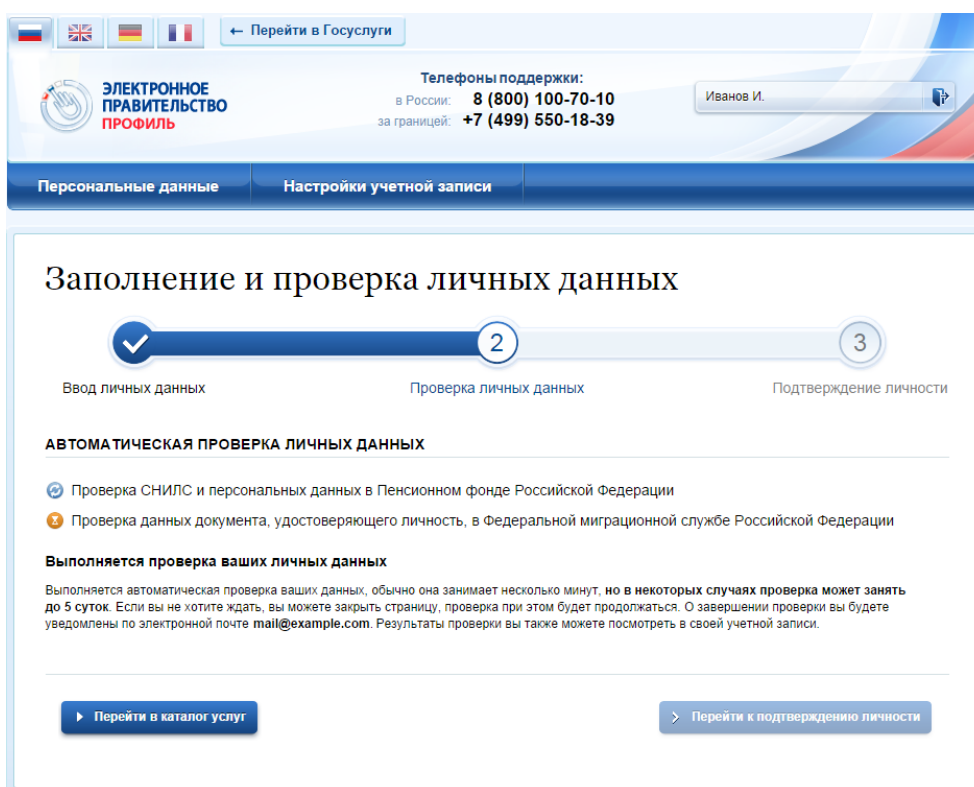 ← Перейти в Госуслуги
ЭЛЕКТРОННОЕ
ПРАВИТЕЛЬСТВО
ПРОФИЛЬ
Телефоны поддержки:
в России: 8 (800) 100-70-10
за границей: +7 (499) 550-18-39
Иванов И.
Персональные данные Настройки учетной записи
Заполнение и проверка личных данных
2 3
Ввод личных данных Проверка личных данных Подтверждение личности
АВТОМАТИЧЕСКАЯ ПРОВЕРКА ЛИЧНЫХ ДАННЫХ
Проверка СНИЛС и персональных данных в Пенсионном фонде Российской Федерации
Проверка данных документа, удостоверяющего личность, в Федеральной миграционной службе Российской Федерации
Выполняется проверка ваших личных данных
Выполняется автоматическая проверка ваших данных, обычно она занимает несколько минут, но в некоторых случаях проверка может занять
до 5 суток. Если вы не хотите ждать, вы можете закрыть страницу, проверка при этом будет продолжаться. О завершении проверки вы будете
уведомлены по электронной почте mail@example.com. Результаты проверки вы также можете посмотреть в своей учетной записи.
Перейти в каталог услуг Перейти к подтверждению личности